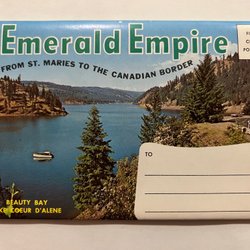 Emerald Empire
FROM ST. MARIES TO THE CANADIAN BORDER
TO
BEAUTY BAY
COEUR D'ALENE